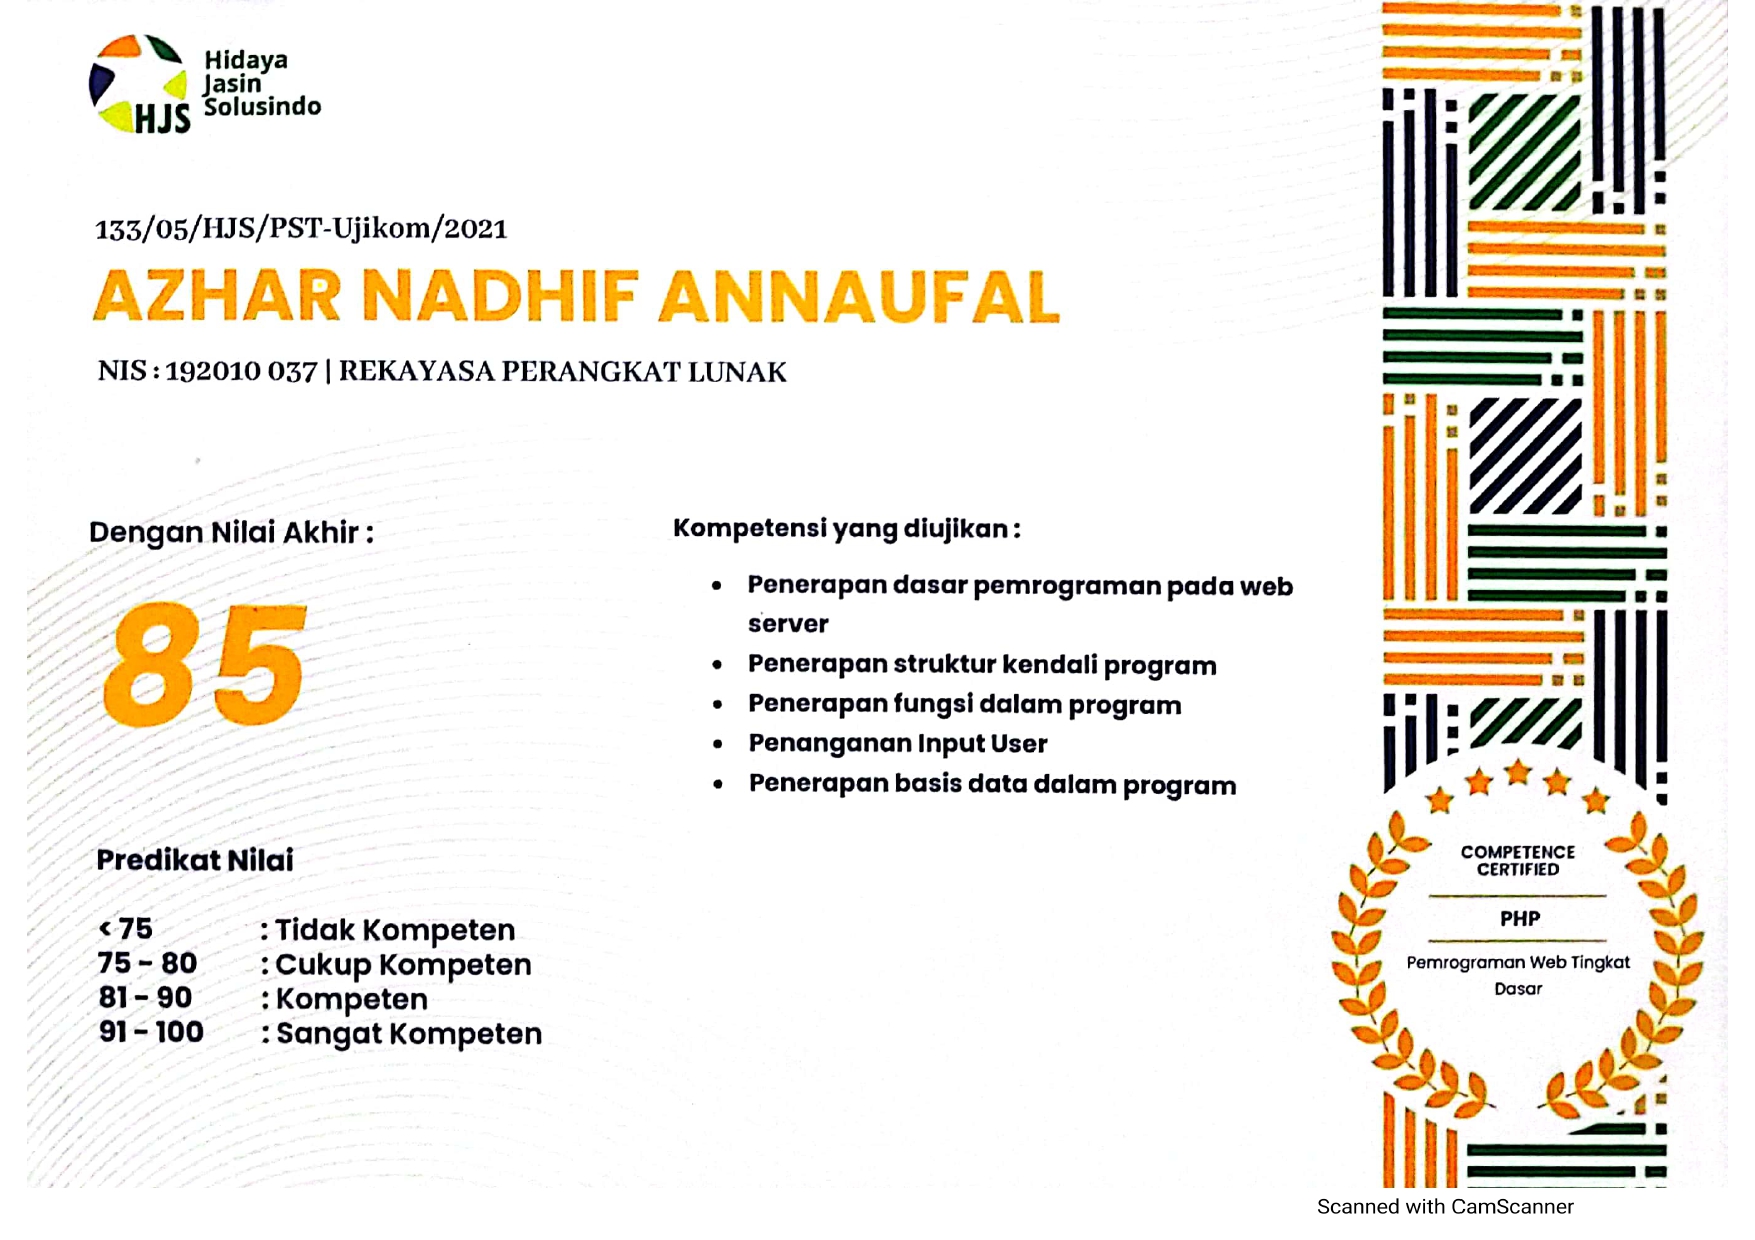 Hidaya
Jasin
Solusindo
HJS
133/05/HJS/PST-Ujikom/2021
AZHAR NADHIF ANNAUFAL
NIS : 192010 037 | REKAYASA PERANGKAT LUNAK
Dengan Nilai Akhir :
85
Kompetensi yang diujikan :
• Penerapan dasar pemrograman pada web
server
• Penerapan struktur kendali program
• Penerapan fungsi dalam program
• Penanganan Input User
• Penerapan basis data dalam program
Predikat Nilai
< 75 : Tidak Kompeten
75 – 80 : Cukup Kompeten
81 – 90 : Kompeten
91 – 100 : Sangat Kompeten
COMPETENCE
CERTIFIED
PHP
Pemrograman Web Tingkat
Dasar
Scanned with CamScanner